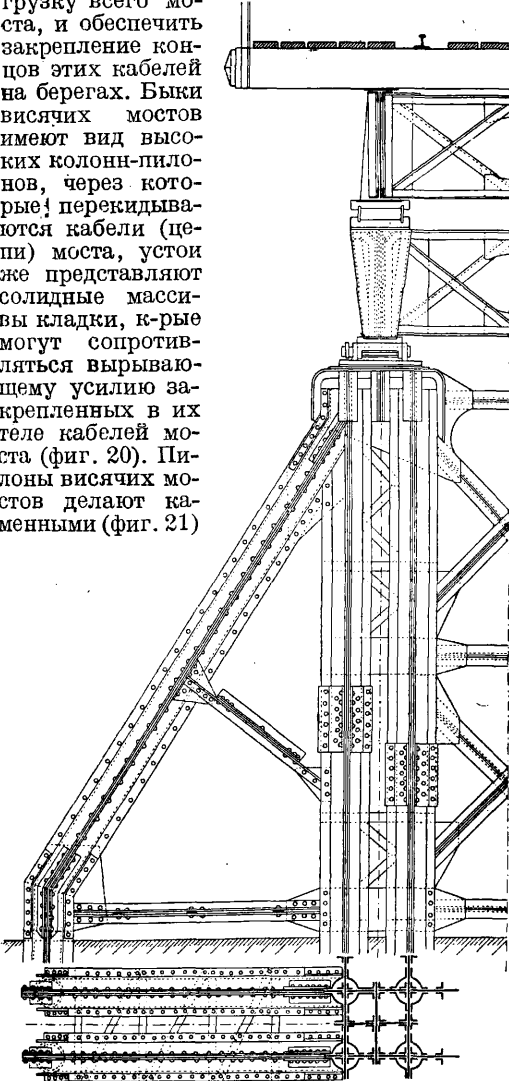 грузку всего мо-
ста, и обеспечить
закрепление кон-
цов этих кабелей
на берегах. Быки
висячих мостов
имеют вид высо-
ких колонн-пило-
нов, через кото-
рые перекидыва-
ются кабели (це-
пи) моста, устои
же представляют
солидные масси-
вы кладки, к-рые
могут сопротив-
ляться вырываю-
щему усилию за-
крепленных в их
теле кабелей мо-
ста (фиг. 20). Пи-
лоны висячих мо-
стов делают ка-
менными (фиг. 21)